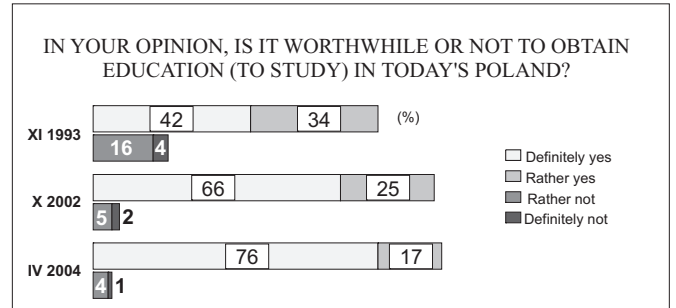 IN YOUR OPINION, IS IT WORTHWHILE OR NOT TO OBTAIN
EDUCATION (TO STUDY) IN TODAY'S POLAND?
42 34 (%)
XI 1993
16 4
Definitely yes
Rather yes
Rather not
Definitely not
66 25
X 2002
5 2
76 17
IV 2004
4 1